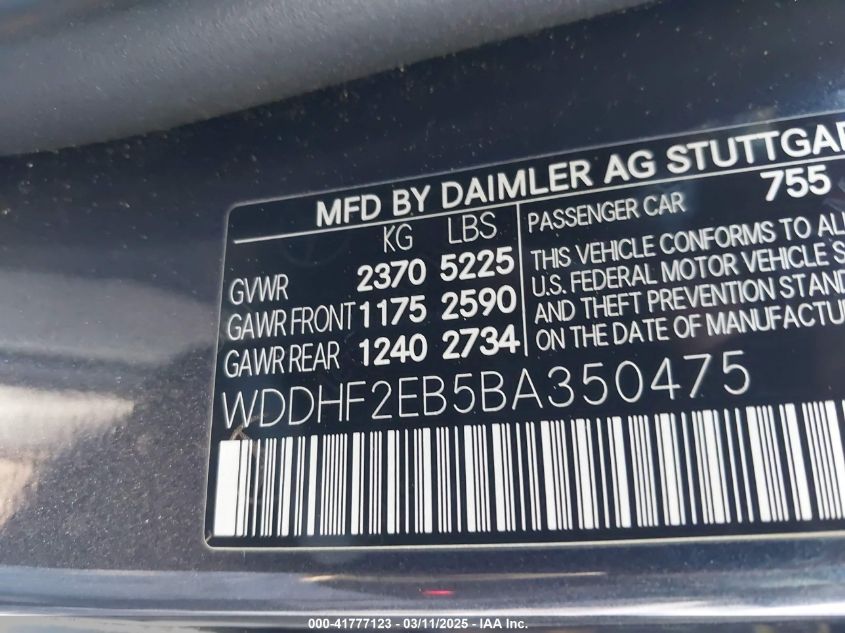 MFD BY DAIMLER AG STUTTGAR
KG LBS
GVWR 2370 5225
GAWR FRONT 1175 2590
GAWR REAR 1240 2734
PASSENGER CAR 755
THIS VEHICLE CONFORMS TO AL
U.S. FEDERAL MOTOR VEHICLE S
AND THEFT PREVENTION STAND
ON THE DATE OF MANUFACTU
WDDHF2EB5BA350475
000-41777123 - 03/11/2025 - IAA Inc.